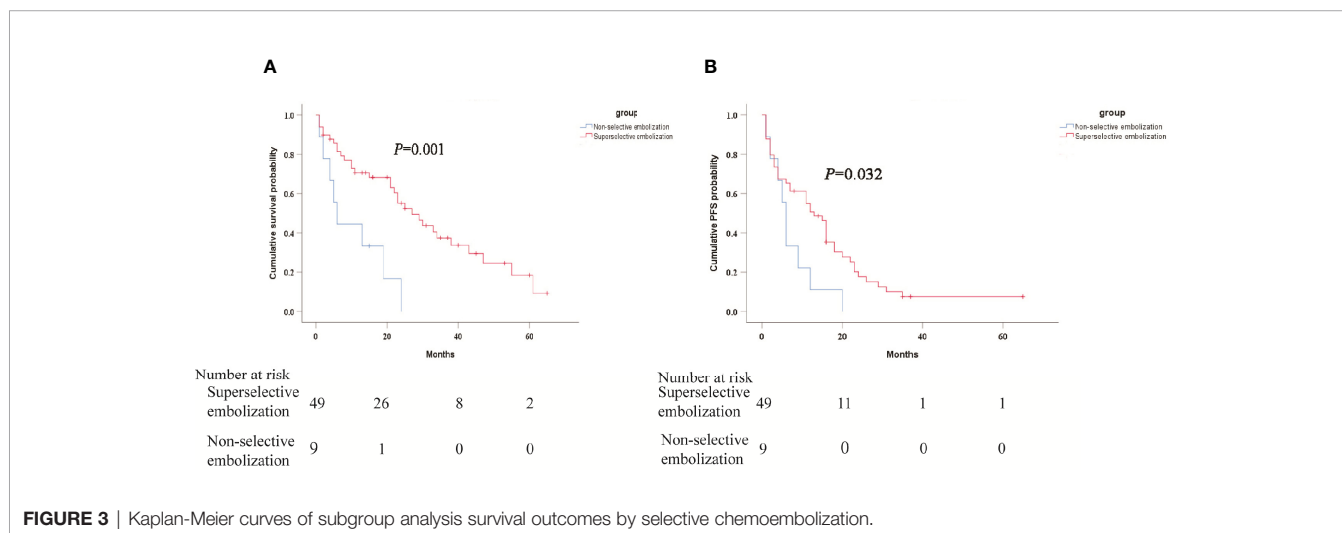 A
group
Non-selective embolization
Superselective embolization
P=0.001
Cumulative survival probability
1.0
0.8
0.6
0.4
0.2
0.0
0 20 40 60
Months
Number at risk
Superselective
embolization 49 26 8 2
Non-selective
embolization 9 1 0 0
B
group
Non-selective embolization
Superselective embolization
P=0.032
Cumulative PFS probability
1.0
0.8
0.6
0.4
0.2
0.0
0 20 40 60
Months
Number at risk
Superselective
embolization 49 11 1 1
Non-selective
embolization 9 0 0 0
FIGURE 3 | Kaplan-Meier curves of subgroup analysis survival outcomes by selective chemoembolization.